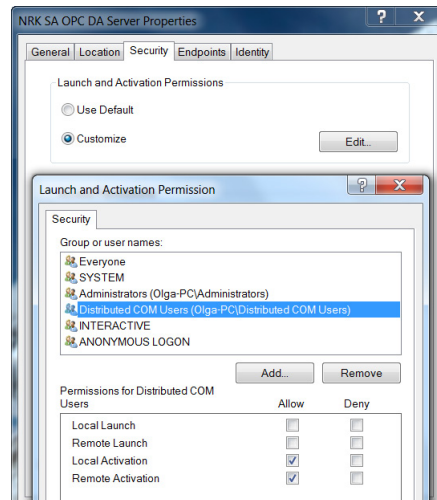 NRK SA OPC DA Server Properties
General Location Security Endpoints Identity
Launch and Activation Permissions
Use Default
Customize
Edit...
Launch and Activation Permission
Security
Group or user names:
Everyone
SYSTEM
Administrators (Olga-PC\Administrators)
Distributed COM Users (Olga-PC\Distributed COM Users)
INTERACTIVE
ANONYMOUS LOGON
Add... Remove
Permissions for Distributed COM
Users Allow Deny
Local Launch
Remote Launch
Local Activation
Remote Activation